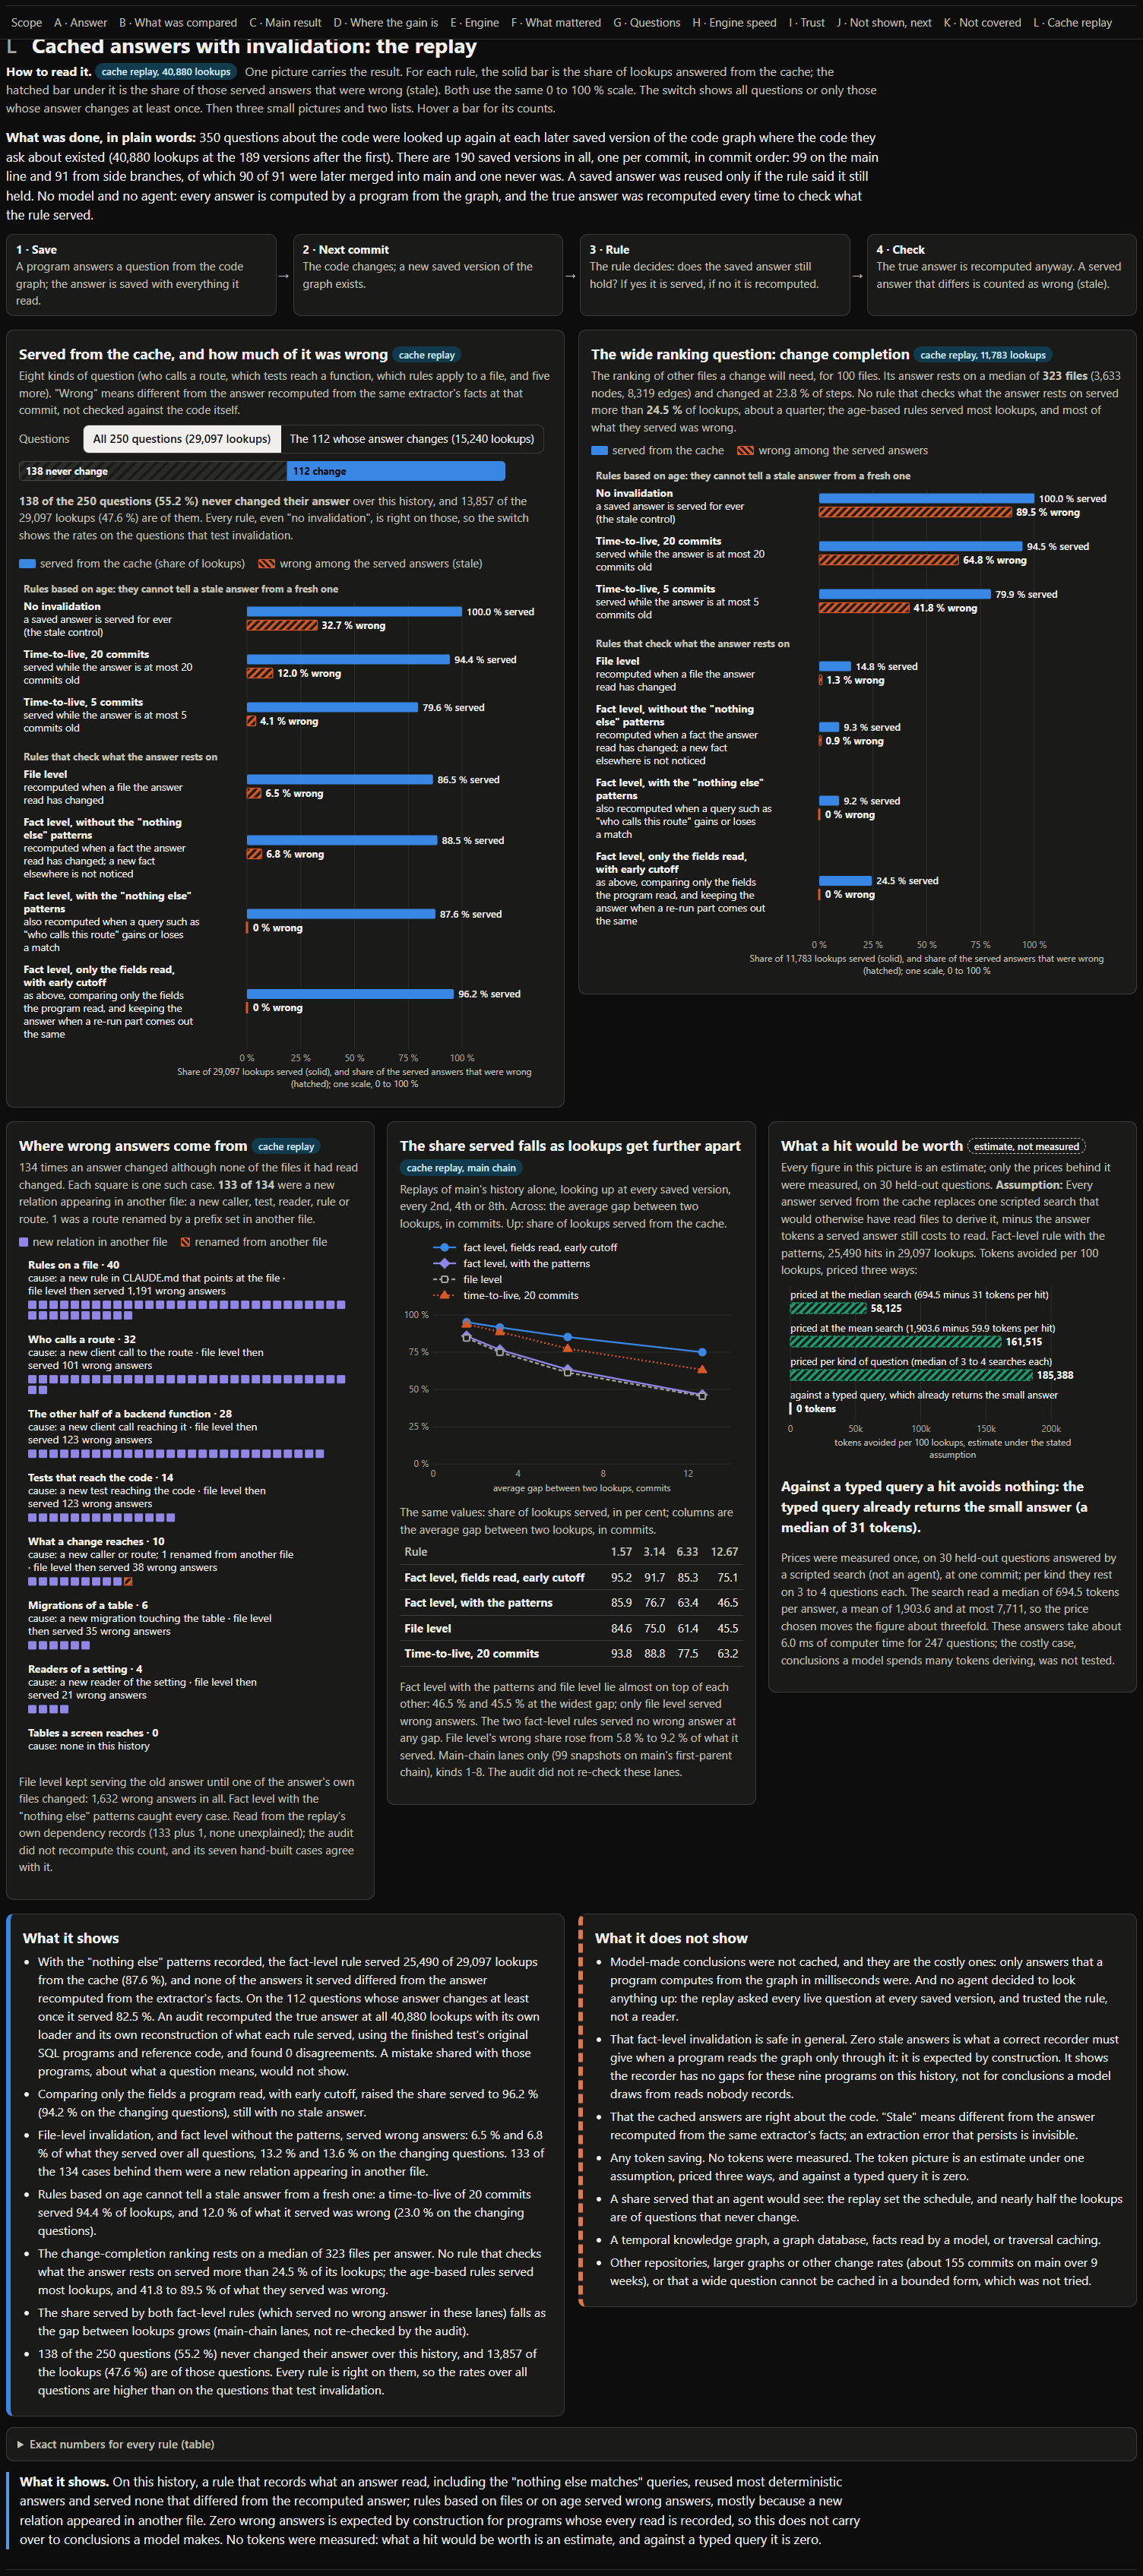 Scope A · Answer B · What was compared C · Main result D · Where the gain is E · Engine F · What mattered G · Questions H · Engine speed I · Trust J · Not shown, next K · Not covered L · Cache replay
L Cached answers with invalidation: the replay
How to read it. cache replay, 40,880 lookups One picture carries the result. For each rule, the solid bar is the share of lookups answered from the cache; the
hatched bar under it is the share of those served answers that were wrong (stale). Both use the same 0 to 100 % scale. The switch shows all questions or only those
whose answer changes at least once. Then three small pictures and two lists. Hover a bar for its counts.
What was done, in plain words: 350 questions about the code were looked up again at each later saved version of the code graph where the code they
ask about existed (40,880 lookups at the 189 versions after the first). There are 190 saved versions in all, one per commit, in commit order: 99 on the main
line and 91 from side branches, of which 90 of 91 were later merged into main and one never was. A saved answer was reused only if the rule said it still
held. No model and no agent: every answer is computed by a program from the graph, and the true answer was recomputed every time to check what
the rule served.
1 · Save
A program answers a question from the code
graph; the answer is saved with everything it
read.
→
2 · Next commit
The code changes; a new saved version of the
graph exists.
→
3 · Rule
The rule decides: does the saved answer still
hold? If yes it is served, if no it is recomputed.
→
4 · Check
The true answer is recomputed anyway. A served
answer that differs is counted as wrong (stale).
Served from the cache, and how much of it was wrong cache replay
Eight kinds of question (who calls a route, which tests reach a function, which rules apply to a file, and five
more). "Wrong" means different from the answer recomputed from the same extractor's facts at that
commit, not checked against the code itself.
Questions All 250 questions (29,097 lookups) The 112 whose answer changes (15,240 lookups)
138 never change 112 change
138 of the 250 questions (55.2 %) never changed their answer over this history, and 13,857 of the
29,097 lookups (47.6 %) are of them. Every rule, even "no invalidation", is right on those, so the switch
shows the rates on the questions that test invalidation.
served from the cache (share of lookups) wrong among the served answers (stale)
Rules based on age: they cannot tell a stale answer from a fresh one
No invalidation
a saved answer is served for ever
(the stale control)
100.0 % served
32.7 % wrong
Time-to-live, 20 commits
served while the answer is at most 20
commits old
94.4 % served
12.0 % wrong
Time-to-live, 5 commits
served while the answer is at most 5
commits old
79.6 % served
4.1 % wrong
Rules that check what the answer rests on
File level
recomputed when a file the answer
read has changed
86.5 % served
6.5 % wrong
Fact level, without the "nothing
else" patterns
recomputed when a fact the answer
read has changed; a new fact
elsewhere is not noticed
88.5 % served
6.8 % wrong
Fact level, with the "nothing else"
patterns
also recomputed when a query such as
"who calls this route" gains or loses
a match
87.6 % served
0 % wrong
Fact level, only the fields read,
with early cutoff
as above, comparing only the fields
the program read, and keeping the
answer when a re-run part comes out
the same
96.2 % served
0 % wrong
0 % 25 % 50 % 75 % 100 %
Share of 29,097 lookups served (solid), and share of the served answers that were wrong
(hatched); one scale, 0 to 100 %
The wide ranking question: change completion cache replay, 11,783 lookups
The ranking of other files a change will need, for 100 files. Its answer rests on a median of 323 files (3,633
nodes, 8,319 edges) and changed at 23.8 % of steps. No rule that checks what the answer rests on served
more than 24.5 % of lookups, about a quarter; the age-based rules served most lookups, and most of
what they served was wrong.
served from the cache wrong among the served answers
Rules based on age: they cannot tell a stale answer from a fresh one
No invalidation
a saved answer is served for ever
(the stale control)
100.0 % served
89.5 % wrong
Time-to-live, 20 commits
served while the answer is at most 20
commits old
94.5 % served
64.8 % wrong
Time-to-live, 5 commits
served while the answer is at most 5
commits old
79.9 % served
41.8 % wrong
Rules that check what the answer rests on
File level
recomputed when a file the answer
read has changed
14.8 % served
1.3 % wrong
Fact level, without the "nothing
else" patterns
recomputed when a fact the answer
read has changed; a new fact
elsewhere is not noticed
9.3 % served
0.9 % wrong
Fact level, with the "nothing else"
patterns
also recomputed when a query such as
"who calls this route" gains or loses
a match
9.2 % served
0 % wrong
Fact level, only the fields read,
with early cutoff
as above, comparing only the fields
the program read, and keeping the
answer when a re-run part comes out
the same
24.5 % served
0 % wrong
0 % 25 % 50 % 75 % 100 %
Share of 11,783 lookups served (solid), and share of the served answers that were wrong
(hatched); one scale, 0 to 100 %
Where wrong answers come from cache replay
134 times an answer changed although none of the files it had read
changed. Each square is one such case. 133 of 134 were a new
relation appearing in another file: a new caller, test, reader, rule or
route. 1 was a route renamed by a prefix set in another file.
new relation in another file renamed from another file
Rules on a file · 40
cause: a new rule in CLAUDE.md that points at the file ·
file level then served 1,191 wrong answers
Who calls a route · 32
cause: a new client call to the route · file level then
served 101 wrong answers
The other half of a backend function · 28
cause: a new client call reaching it · file level then
served 123 wrong answers
Tests that reach the code · 14
cause: a new test reaching the code · file level then
served 123 wrong answers
What a change reaches · 10
cause: a new caller or route; 1 renamed from another file
· file level then served 38 wrong answers
Migrations of a table · 6
cause: a new migration touching the table · file level
then served 35 wrong answers
Readers of a setting · 4
cause: a new reader of the setting · file level then
served 21 wrong answers
Tables a screen reaches · 0
cause: none in this history
File level kept serving the old answer until one of the answer's own
files changed: 1,632 wrong answers in all. Fact level with the
"nothing else" patterns caught every case. Read from the replay's
own dependency records (133 plus 1, none unexplained); the audit
did not recompute this count, and its seven hand-built cases agree
with it.
The share served falls as lookups get further apart
cache replay, main chain
Replays of main's history alone, looking up at every saved version,
every 2nd, 4th or 8th. Across: the average gap between two
lookups, in commits. Up: share of lookups served from the cache.
fact level, fields read, early cutoff
fact level, with the patterns
file level
time-to-live, 20 commits
100 %
75 %
50 %
25 %
0 %
0 4 8 12
average gap between two lookups, commits
The same values: share of lookups served, in per cent; columns are
the average gap between two lookups, in commits.
Rule 1.57 3.14 6.33 12.67
Fact level, fields read, early cutoff 95.2 91.7 85.3 75.1
Fact level, with the patterns 85.9 76.7 63.4 46.5
File level 84.6 75.0 61.4 45.5
Time-to-live, 20 commits 93.8 88.8 77.5 63.2
Fact level with the patterns and file level lie almost on top of each
other: 46.5 % and 45.5 % at the widest gap; only file level served
wrong answers. The two fact-level rules served no wrong answer at
any gap. File level's wrong share rose from 5.8 % to 9.2 % of what it
served. Main-chain lanes only (99 snapshots on main's first-parent
chain), kinds 1-8. The audit did not re-check these lanes.
What a hit would be worth estimate, not measured
Every figure in this picture is an estimate; only the prices behind it
were measured, on 30 held-out questions. Assumption: Every
answer served from the cache replaces one scripted search that
would otherwise have read files to derive it, minus the answer
tokens a served answer still costs to read. Fact-level rule with the
patterns, 25,490 hits in 29,097 lookups. Tokens avoided per 100
lookups, priced three ways:
priced at the median search (694.5 minus 31 tokens per hit)
58,125
priced at the mean search (1,903.6 minus 59.9 tokens per hit)
161,515
priced per kind of question (median of 3 to 4 searches each)
185,388
against a typed query, which already returns the small answer
0 tokens
0 50k 100k 150k 200k
tokens avoided per 100 lookups, estimate under the stated
assumption
Against a typed query a hit avoids nothing: the
typed query already returns the small answer (a
median of 31 tokens).
Prices were measured once, on 30 held-out questions answered by
a scripted search (not an agent), at one commit; per kind they rest
on 3 to 4 questions each. The search read a median of 694.5 tokens
per answer, a mean of 1,903.6 and at most 7,711, so the price
chosen moves the figure about threefold. These answers take about
6.0 ms of computer time for 247 questions; the costly case,
conclusions a model spends many tokens deriving, was not tested.
What it shows
• With the "nothing else" patterns recorded, the fact-level rule served 25,490 of 29,097 lookups
from the cache (87.6 %), and none of the answers it served differed from the answer
recomputed from the extractor's facts. On the 112 questions whose answer changes at least
once it served 82.5 %. An audit recomputed the true answer at all 40,880 lookups with its own
loader and its own reconstruction of what each rule served, using the finished test's original
SQL programs and reference code, and found 0 disagreements. A mistake shared with those
programs, about what a question means, would not show.
• Comparing only the fields a program read, with early cutoff, raised the share served to 96.2 %
(94.2 % on the changing questions), still with no stale answer.
• File-level invalidation, and fact level without the patterns, served wrong answers: 6.5 % and 6.8
% of what they served over all questions, 13.2 % and 13.6 % on the changing questions. 133 of
the 134 cases behind them were a new relation appearing in another file.
• Rules based on age cannot tell a stale answer from a fresh one: a time-to-live of 20 commits
served 94.4 % of lookups, and 12.0 % of what it served was wrong (23.0 % on the changing
questions).
• The change-completion ranking rests on a median of 323 files per answer. No rule that checks
what the answer rests on served more than 24.5 % of its lookups; the age-based rules served
most lookups, and 41.8 to 89.5 % of what they served was wrong.
• The share served by both fact-level rules (which served no wrong answer in these lanes) falls as
the gap between lookups grows (main-chain lanes, not re-checked by the audit).
• 138 of the 250 questions (55.2 %) never changed their answer over this history, and 13,857 of
the lookups (47.6 %) are of those questions. Every rule is right on them, so the rates over all
questions are higher than on the questions that test invalidation.
What it does not show
• Model-made conclusions were not cached, and they are the costly ones: only answers that a
program computes from the graph in milliseconds were. And no agent decided to look
anything up: the replay asked every live question at every saved version, and trusted the rule,
not a reader.
• That fact-level invalidation is safe in general. Zero stale answers is what a correct recorder must
give when a program reads the graph only through it: it is expected by construction. It shows
the recorder has no gaps for these nine programs on this history, not for conclusions a model
draws from reads nobody records.
• That the cached answers are right about the code. "Stale" means different from the answer
recomputed from the same extractor's facts; an extraction error that persists is invisible.
• Any token saving. No tokens were measured. The token picture is an estimate under one
assumption, priced three ways, and against a typed query it is zero.
• A share served that an agent would see: the replay set the schedule, and nearly half the lookups
are of questions that never change.
• A temporal knowledge graph, a graph database, facts read by a model, or traversal caching.
• Other repositories, larger graphs or other change rates (about 155 commits on main over 9
weeks), or that a wide question cannot be cached in a bounded form, which was not tried.
▶ Exact numbers for every rule (table)
What it shows. On this history, a rule that records what an answer read, including the "nothing else matches" queries, reused most deterministic
answers and served none that differed from the recomputed answer; rules based on files or on age served wrong answers, mostly because a new
relation appeared in another file. Zero wrong answers is expected by construction for programs whose every read is recorded, so this does not carry
over to conclusions a model makes. No tokens were measured: what a hit would be worth is an estimate, and against a typed query it is zero.